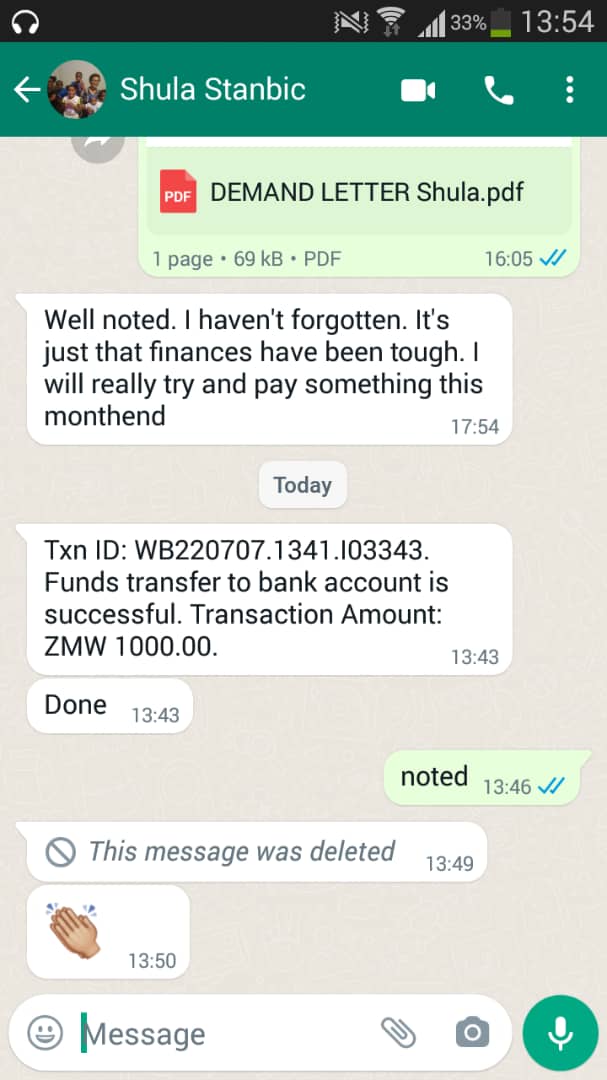 33% 13:54
Shula Stanbic
PDF DEMAND LETTER Shula.pdf
1 page • 69 kB • PDF 16:05
Well noted. I haven't forgotten. It's
just that finances have been tough. I
will really try and pay something this
monthend
17:54
Today
Txn ID: WB220707.1341.I03343.
Funds transfer to bank account is
successful. Transaction Amount:
ZMW 1000.00.
13:43
Done 13:43
noted 13:46
This message was deleted 13:49
13:50
Message